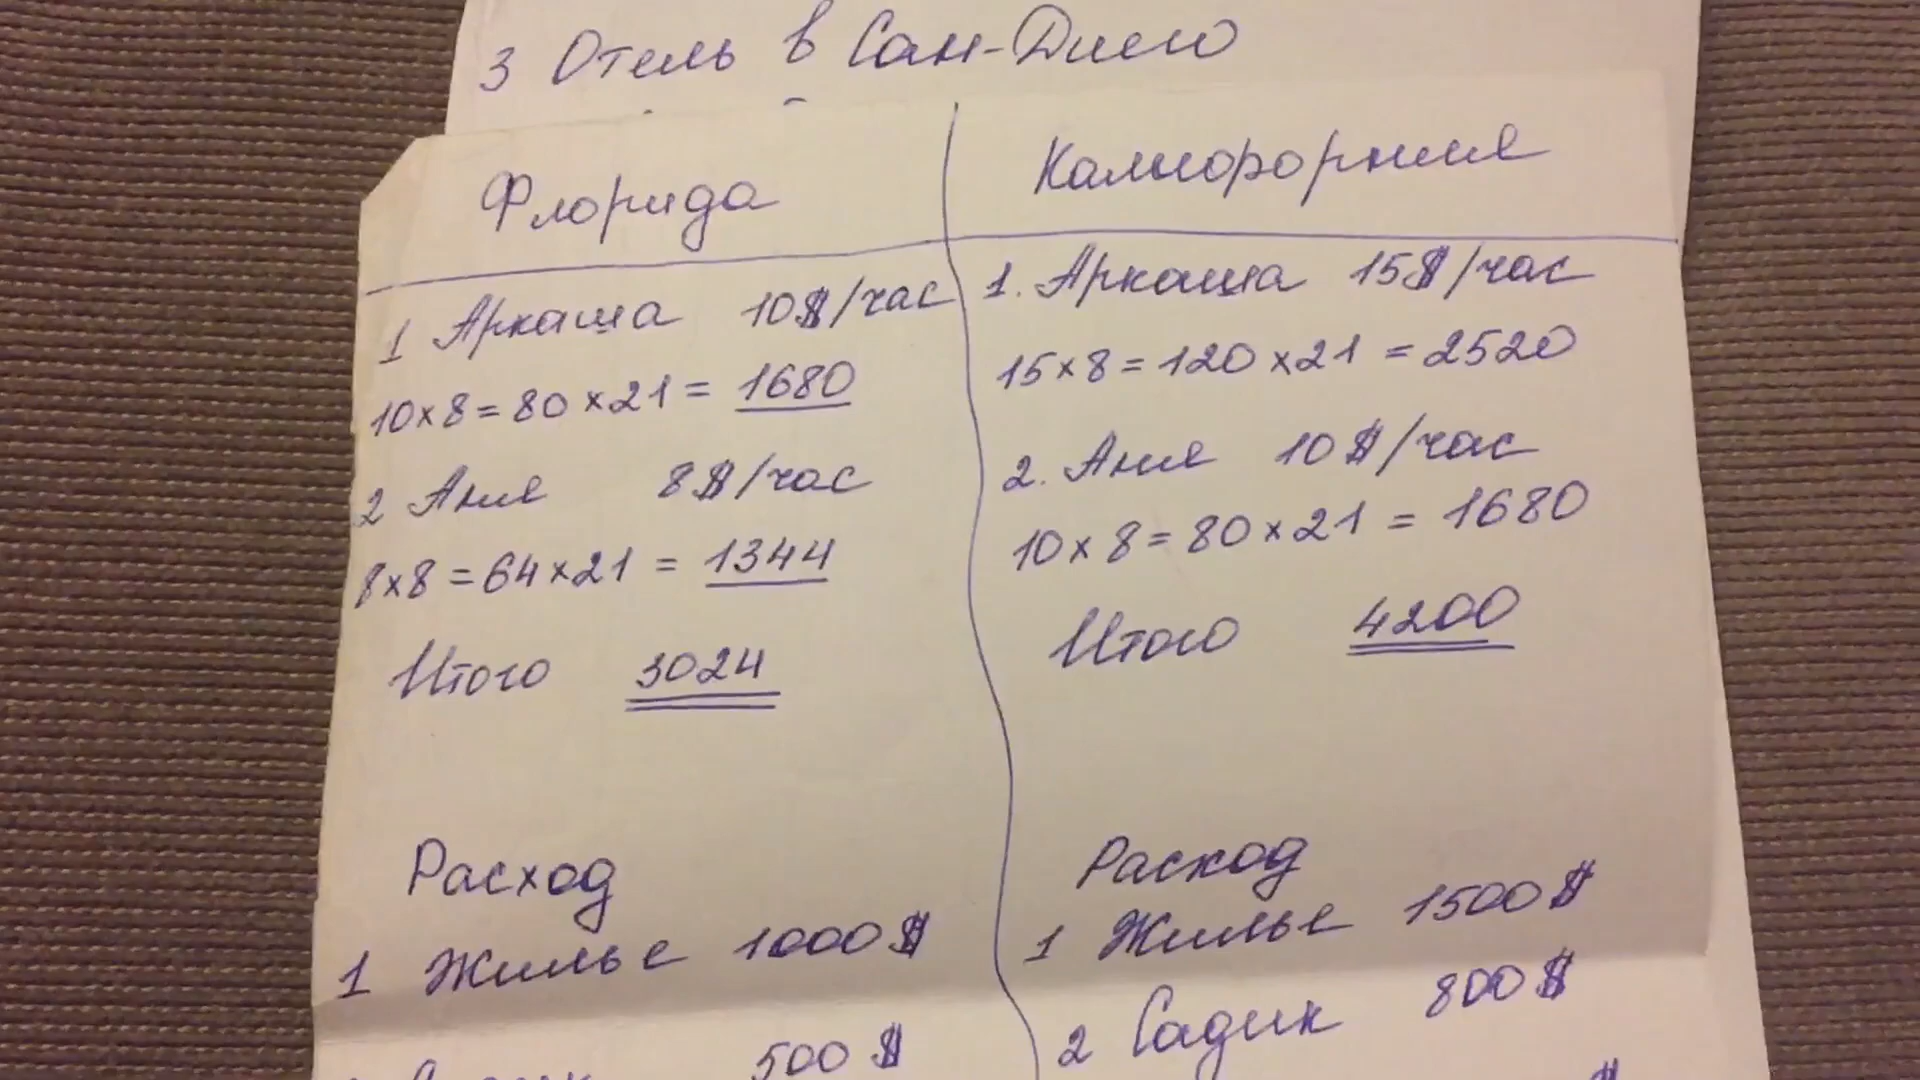 3 Отель в Сан-Диего
Флорида
1 Аркаша 10$/час
10×8=80×21=1680
2 Аня 8$/час
8×8=64×21=1344
Итого 3024
Расход
1 Жилье 1000$
500$
Калифорния
1. Аркаша 15$/час
15×8=120×21=2520
2. Аня 10$/час
10×8=80×21=1680
Итого 4200
Расход
1 Жилье 1500$
2 Садик 800$
$